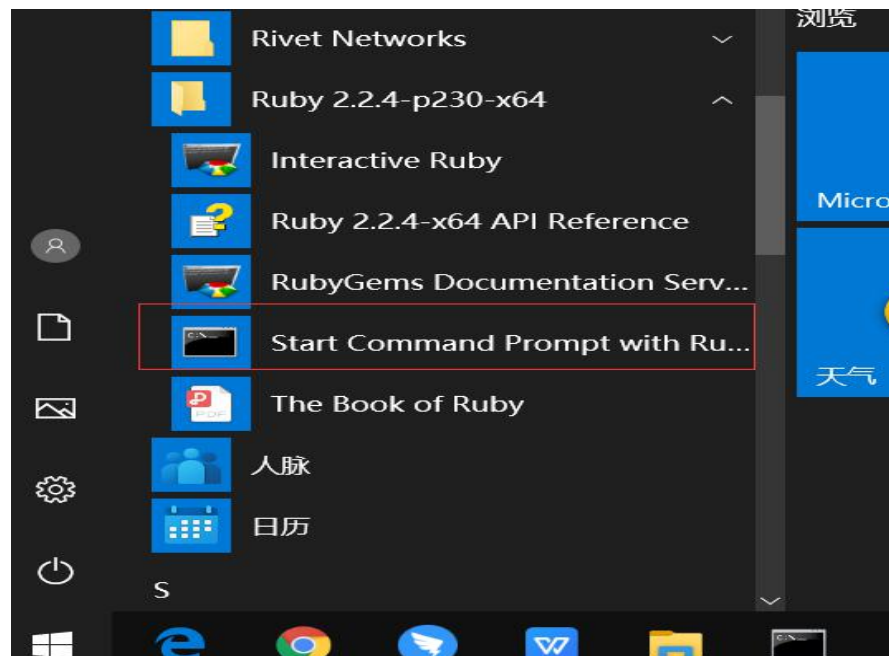 浏览
Rivet Networks
Ruby 2.2.4-p230-x64
Interactive Ruby
Micro
Ruby 2.2.4-x64 API Reference
RubyGems Documentation Serv...
Start Command Prompt with Ru...
天气
The Book of Ruby
人脉
日历
S